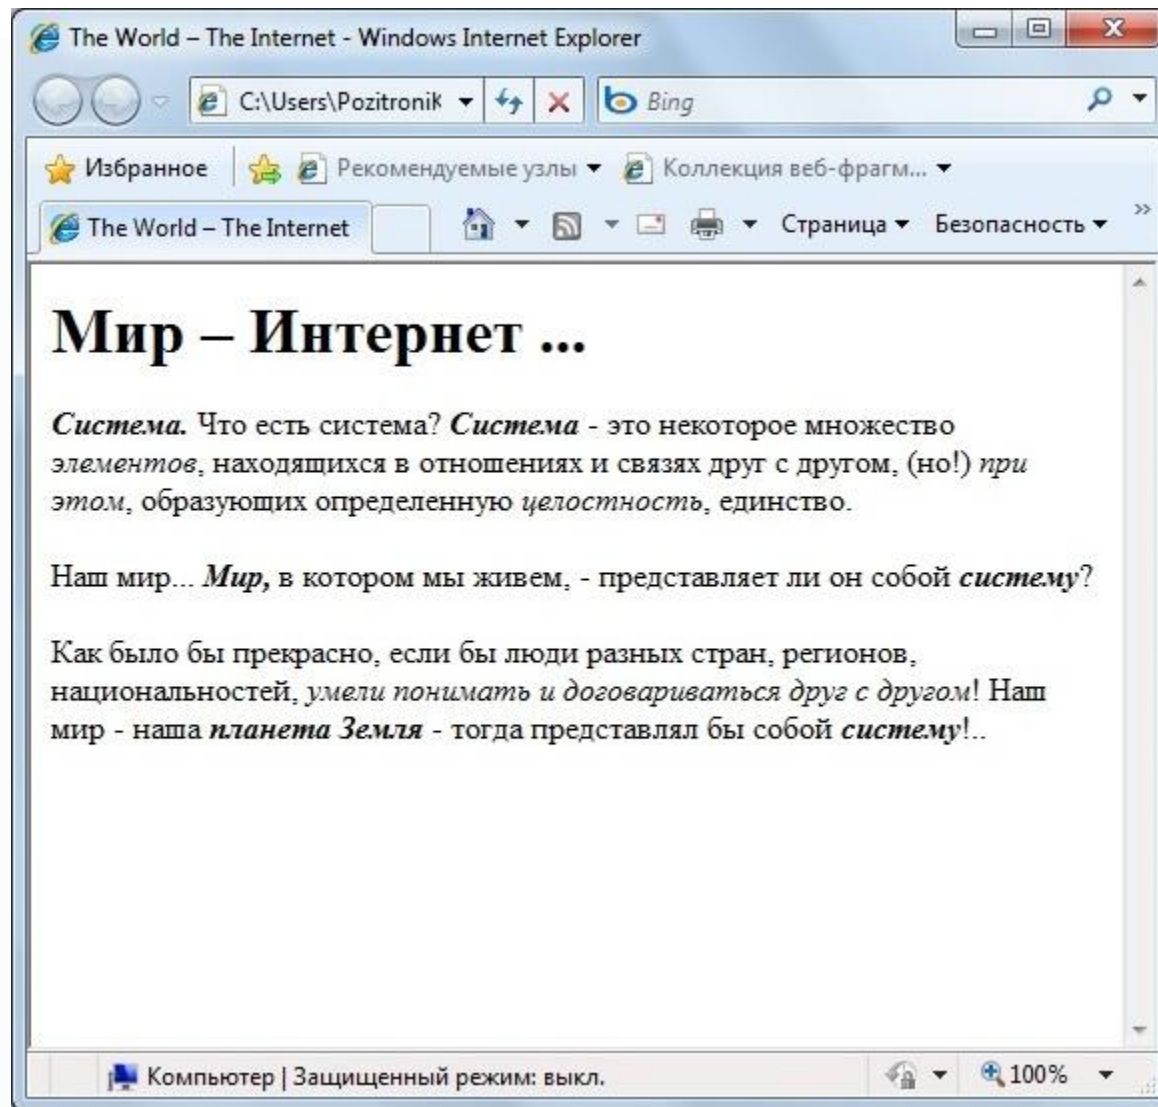 The World – The Internet - Windows Internet Explorer
C:\Users\Pozitronik
Bing
Избранное
Рекомендуемые узлы
Коллекция веб-фрагм...
The World – The Internet
Страница
Безопасность
»
Мир – Интернет ...
Система. Что есть система? Система - это некоторое множество
элементов, находящихся в отношениях и связях друг с другом, (но!) при
этом, образующих определенную целостность, единство.
Наш мир... Мир, в котором мы живем, - представляет ли он собой систему?
Как было бы прекрасно, если бы люди разных стран, регионов,
национальностей, умели понимать и договариваться друг с другом! Наш
мир - наша планета Земля - тогда представлял бы собой систему!..
Компьютер | Защищенный режим: выкл.
100%